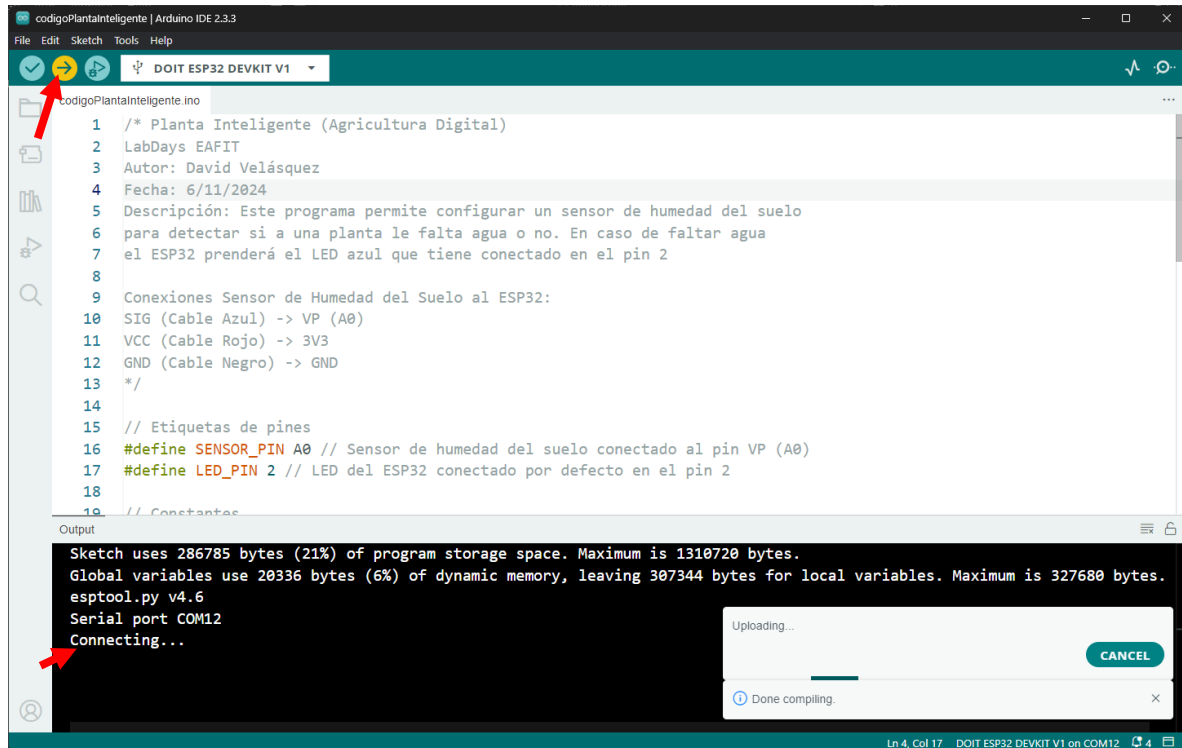 codigoPlantaInteligente | Arduino IDE 2.3.3
File Edit Sketch Tools Help
DOIT ESP32 DEVKIT V1
codigoPlantaInteligente.ino
1 /* Planta Inteligente (Agricultura Digital)
2 LabDays EAFIT
3 Autor: David Velásquez
4 Fecha: 6/11/2024
5 Descripción: Este programa permite configurar un sensor de humedad del suelo
6 para detectar si a una planta le falta agua o no. En caso de faltar agua
7 el ESP32 prenderá el LED azul que tiene conectado en el pin 2
8
9 Conexiones Sensor de Humedad del Suelo al ESP32:
10 SIG (Cable Azul) -> VP (A0)
11 VCC (Cable Rojo) -> 3V3
12 GND (Cable Negro) -> GND
13 */
14
15 // Etiquetas de pines
16 #define SENSOR_PIN A0 // Sensor de humedad del suelo conectado al pin VP (A0)
17 #define LED_PIN 2 // LED del ESP32 conectado por defecto en el pin 2
18
19 // Constantes
Output
Sketch uses 286785 bytes (21%) of program storage space. Maximum is 1310720 bytes.
Global variables use 20336 bytes (6%) of dynamic memory, leaving 307344 bytes for local variables. Maximum is 327680 bytes.
esptool.py v4.6
Serial port COM12
Connecting...
Uploading...
CANCEL
Done compiling.
Ln 4, Col 17 DOIT ESP32 DEVKIT V1 on COM12 4